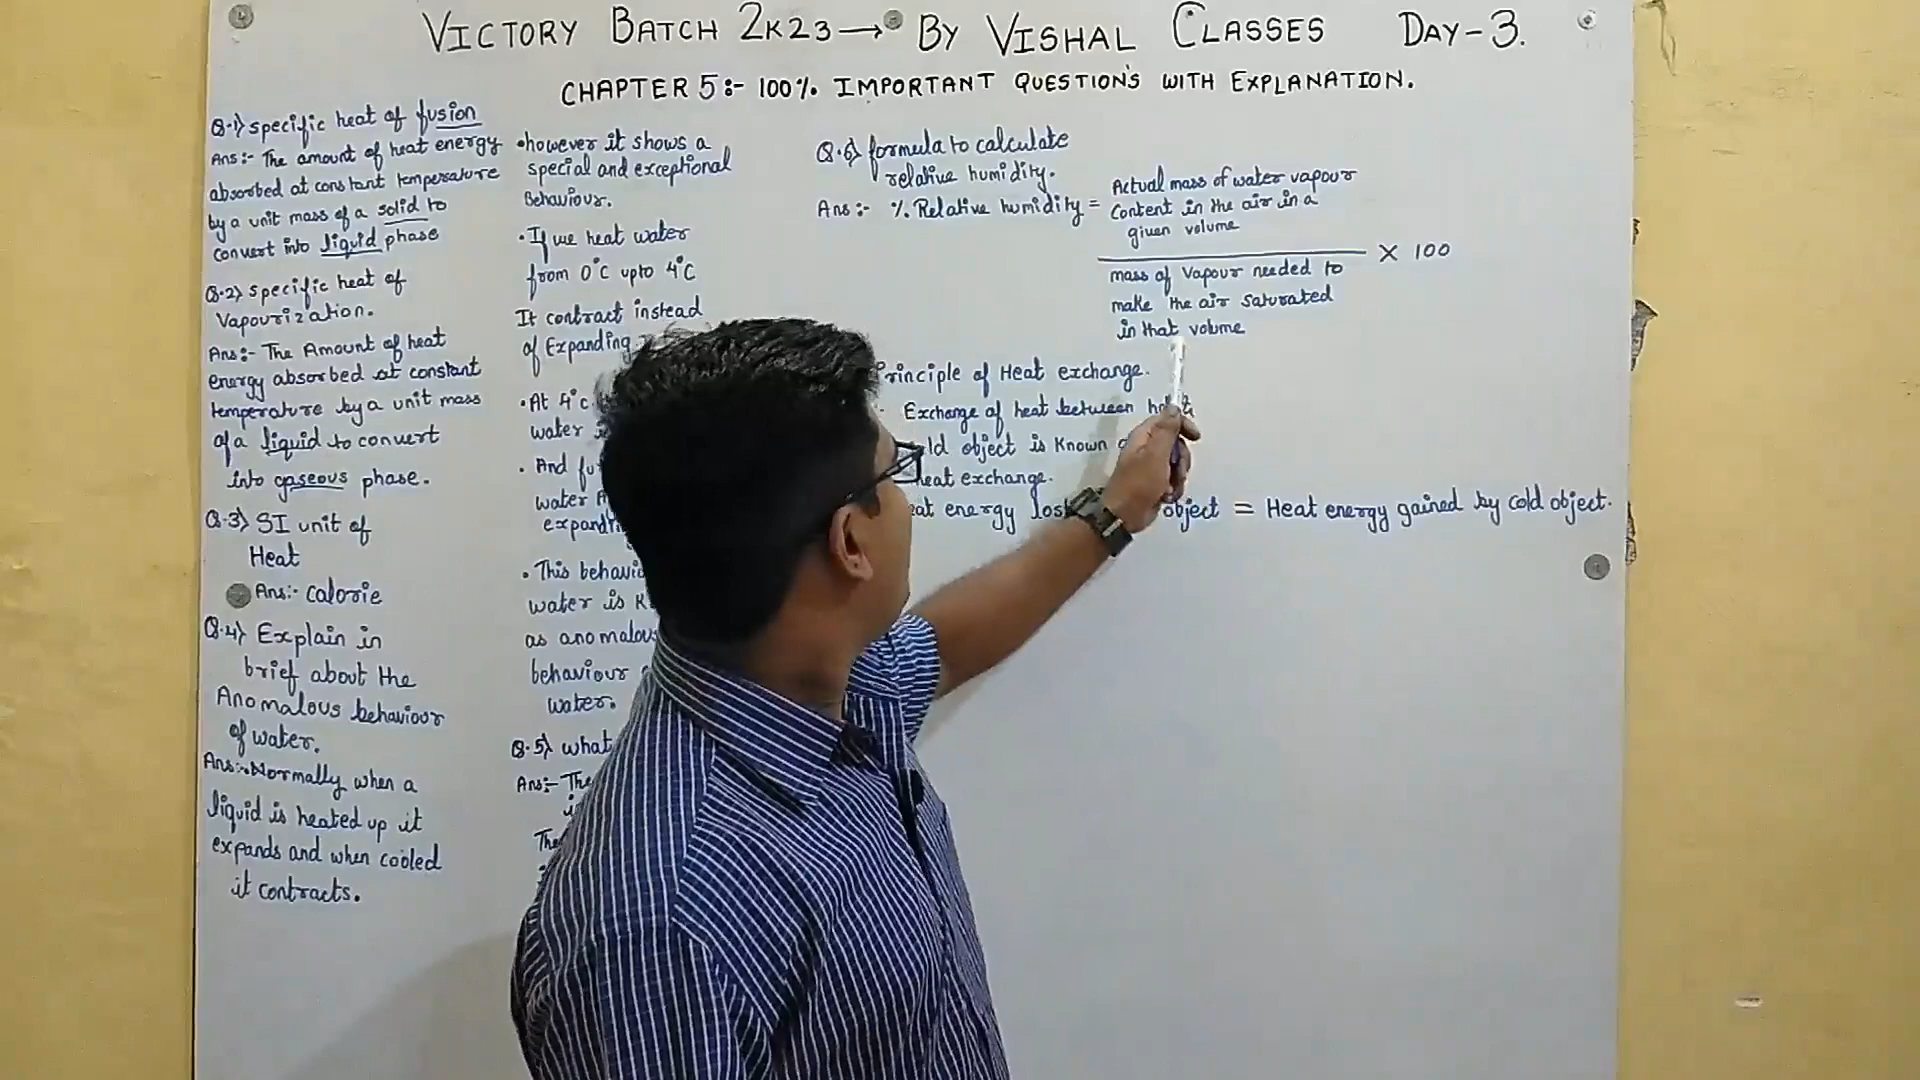 VICTORY BATCH 2K23 → BY VISHAL CLASSES DAY-3.
CHAPTER 5:- 100% IMPORTANT QUESTION'S WITH EXPLANATION.
Q.1) specific heat of fusion
Ans:- The amount of heat energy
absorbed at constant temperature
by a unit mass of a solid to
convert into liquid phase
Q.2) specific heat of
Vapourization.
Ans:- The Amount of heat
energy absorbed at constant
temperature by a unit mass
of a liquid to convert
into gaseous phase.
Q.3) SI unit of
Heat
Ans:- calorie
Q.4) Explain in
brief about the
Anomalous behaviour
of water.
Ans:- Normally when a
liquid is heated up it
expands and when cooled
it contracts.
•however it shows a
special and exceptional
Behaviour.
•If we heat water
from 0°C upto 4°C
It contract instead
of Expanding
•At 4°c
water
•And
water
• This
water is
as
behaviour
water.
Q.5) what
Ans:- The
The
Q.6) formula to calculate
relative humidity.
Ans:- % Relative humidity =
Actual mass of water vapour
Content in the air in a
given volume
× 100
mass of vapour needed to
make the air saturated
in that volume
Principle of Heat exchange.
Exchange of heat between
object is Known
heat exchange.
energy object = Heat energy gained by cold object.